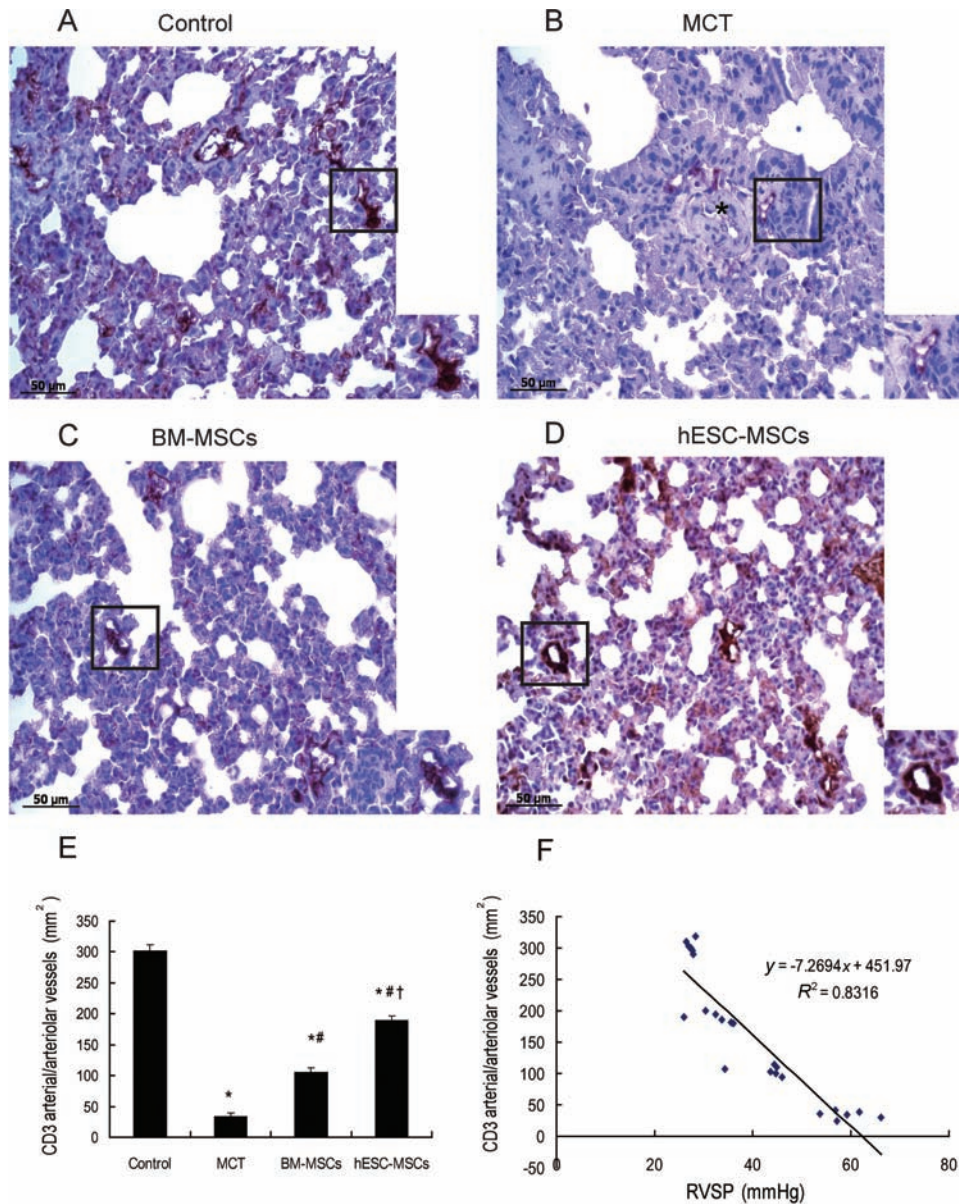 A Control
B MCT
*
50 µm
50 µm
C BM-MSCs
D hESC-MSCs
50 µm
50 µm
E
CD3 arterial/arteriolar vessels (mm²)
350
300
250
200
150
100
50
0
*
*#
*#†
Control MCT BM-MSCs hESC-MSCs
F
CD3 arterial/arteriolar vessels (mm²)
350
300
250
200
150
100
50
0
-50
y = -7.2694x + 451.97
R² = 0.8316
0 20 40 60 80
RVSP (mmHg)